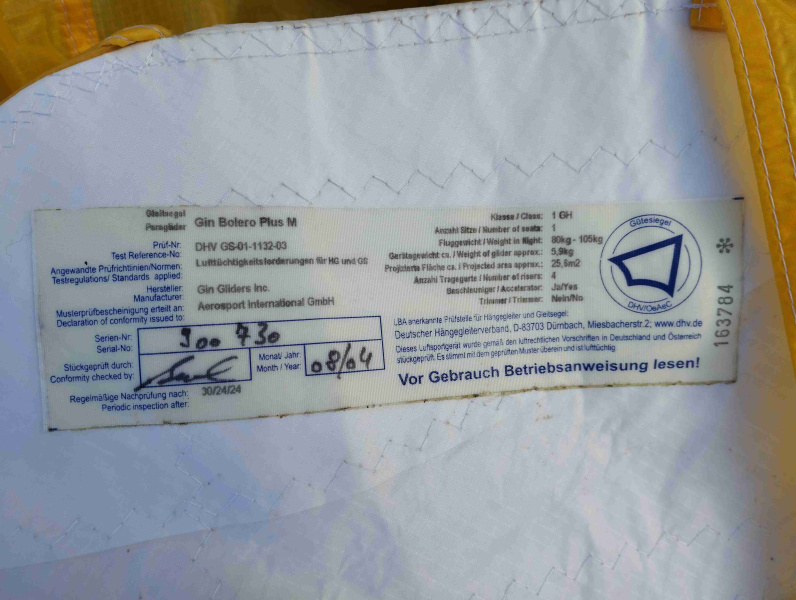 Gleitsegel
Paraglider
Gin Bolero Plus M
Prüf-Nr.
Test Reference-No:
DHV GS-01-1132-03
Angewandte Prüfrichtlinien/Normen:
Testregulations/ Standards applied:
Lufttüchtigkeitsforderungen für HG und GS
Hersteller:
Manufacturer
Gin Gliders Inc.
Musterprüfbescheinigung erteilt an:
Declaration of conformity issued to:
Aerosport International GmbH
Serien-Nr:
Serial-No:
900730
Stückgeprüft durch:
Conformity checked by:
Monat/ Jahr:
Month / Year:
08/04
Regelmäßige Nachprüfung nach:
Periodic inspection after:
30/24/24
Klasse / Class: 1 GH
Anzahl Sitze / Number of seats: 1
Fluggewicht / Weight in flight: 80kg - 105kg
Gerätegewicht ca. / Weight of glider approx.: 5,9kg
Projizierte Fläche ca. / Projected area approx.: 25,6m2
Anzahl Tragegurte / Number of risers: 4
Beschleuniger / Accelerator: Ja/Yes
Trimmer / Trimmer: Nein/No
Gütesiegel
DHV/OeAeC
LBA anerkannte Prüfstelle für Hängegleiter und Gleitsegel:
Deutscher Hängegleiterverband, D-83703 Dürnbach, Miesbacherstr.2; www.dhv.de
Dieses Luftsportgerät wurde gemäß den luftrechtlichen Vorschriften in Deutschland und Österreich
stückgeprüft. Es stimmt mit dem geprüften Muster überein und ist lufttüchtig
Vor Gebrauch Betriebsanweisung lesen!
163784 *